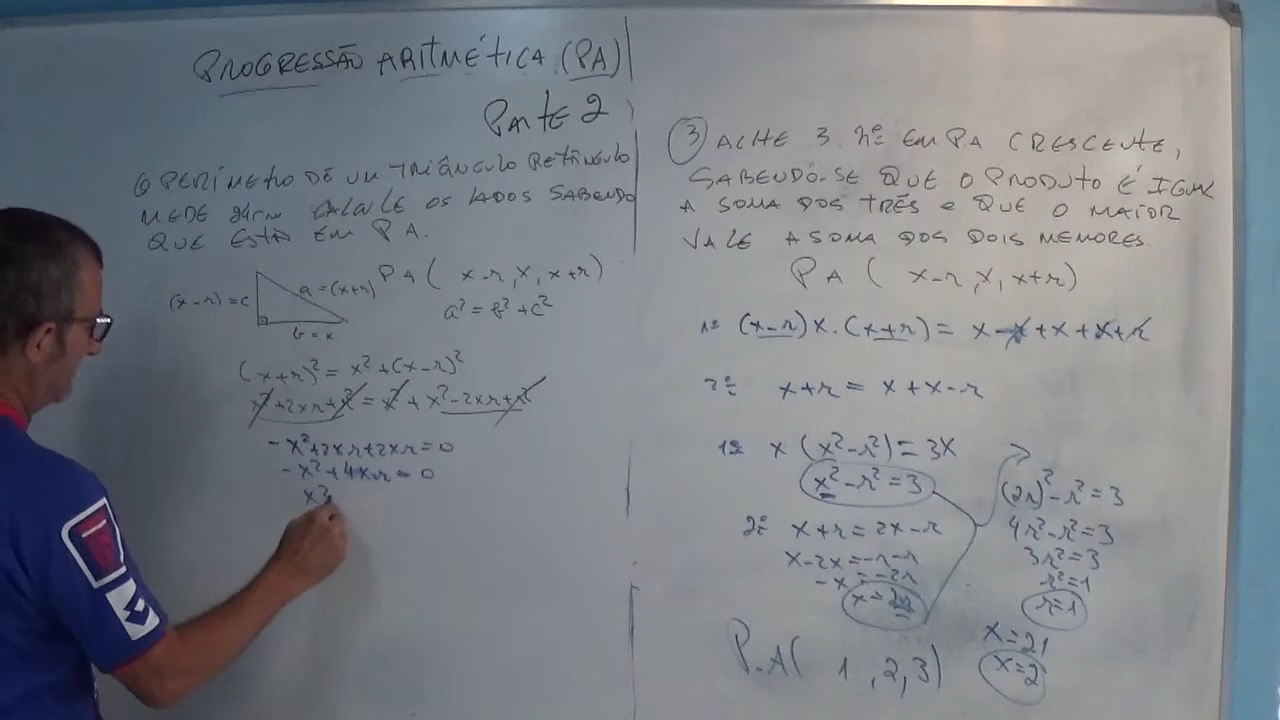 PROGRESSÃO ARITMÉTICA (PA)
PARTE 2
PERÍMETRO DE UM TRIÂNGULO RETÂNGULO
MEDE 24cm CALCULE OS LADOS SABENDO
QUE ESTÃO EM PA.
PA ( x-r, x, x+r)
(x-r)=c
a=(x+r)
b=x
a²=b²+c²
(x+r)²=x²+(x-r)²
x²+2xr+r²=x²+x²-2xr+r²
-x²+2xr+2xr=0
-x²+4xr=0
x²
3 ACHE 3 nos EM PA CRESCENTE,
SABENDO-SE QUE O PRODUTO É IGUAL
A SOMA DOS TRÊS E QUE O MAIOR
VALE A SOMA DOS DOIS MENORES.
PA ( x-r, x, x+r)
1º (x-r)x.(x+r)= x-r+x+x+r
2º x+r = x+x-r
1º x(x²-r²)=3x
x²-r²=3
2º x+r=2x-r
x-2x=-r-r
-x=-2r
x=2r
(2r)²-r²=3
4r²-r²=3
3r²=3
r²=1
r=1
x=2.1
x=2
P.A( 1, 2, 3)